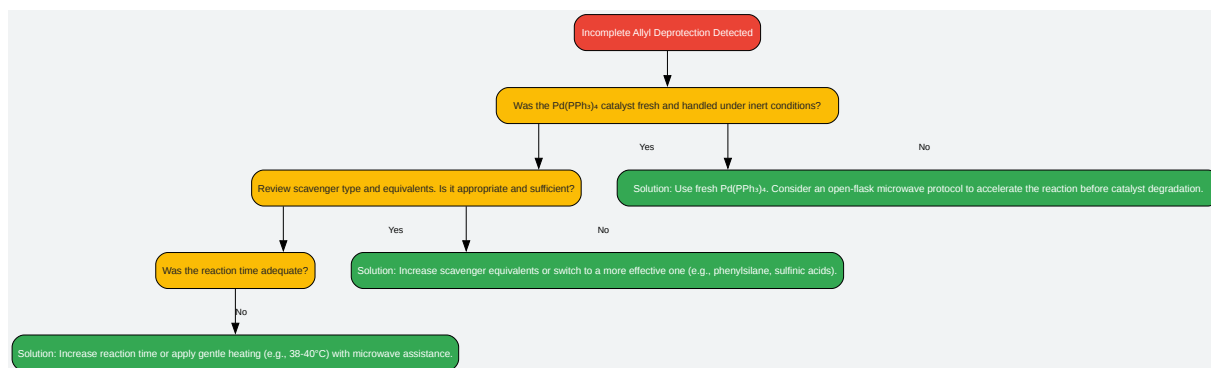 Incomplete Allyl Deprotection Detected
Was the Pd(PPh₃)₄ catalyst fresh and handled under inert conditions?
Yes
No
Review scavenger type and equivalents. Is it appropriate and sufficient?
Solution: Use fresh Pd(PPh₃)₄. Consider an open-flask microwave protocol to accelerate the reaction before catalyst degradation.
Yes
No
Was the reaction time adequate?
Solution: Increase scavenger equivalents or switch to a more effective one (e.g., phenylsilane, sulfinic acids).
No
Solution: Increase reaction time or apply gentle heating (e.g., 38-40°C) with microwave assistance.